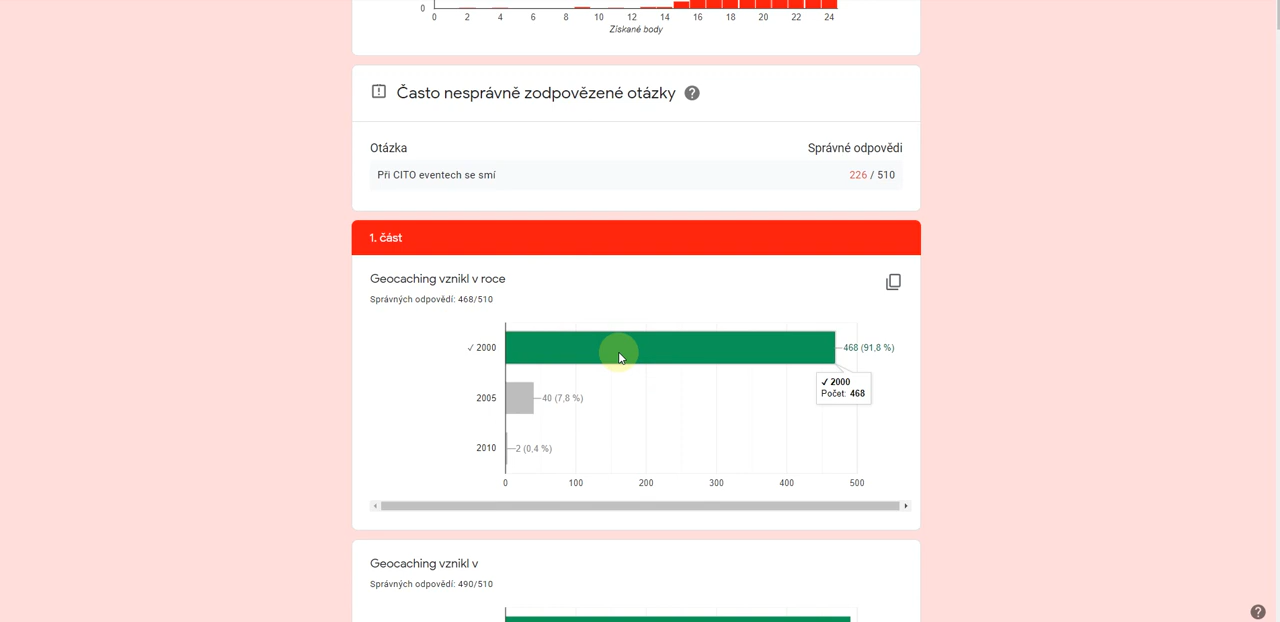 0
0 2 4 6 8 10 12 14 16 18 20 22 24
Získané body
Často nesprávně zodpovězené otázky
Otázka Správné odpovědi
Při CITO eventech se smí 226 / 510
1. část
Geocaching vznikl v roce
Správných odpovědí: 468/510
✓ 2000 468 (91,8 %)
✓ 2000
Počet: 468
2005 40 (7,8 %)
2010 2 (0,4 %)
0 100 200 300 400 500
Geocaching vznikl v
Správných odpovědí: 490/510